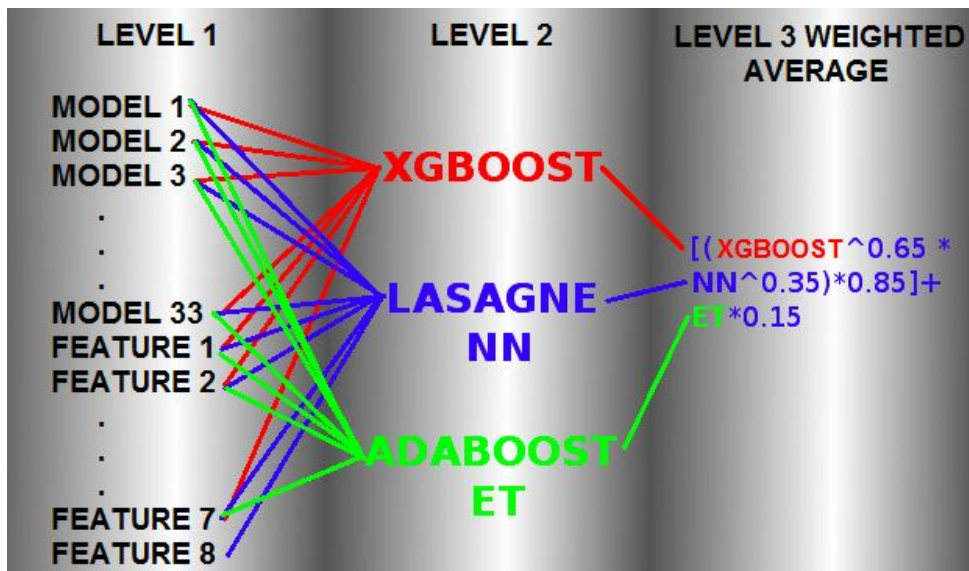 LEVEL 1
MODEL 1
MODEL 2
MODEL 3
.
.
.
MODEL 33
FEATURE 1
FEATURE 2
.
.
.
FEATURE 7
FEATURE 8
LEVEL 2
XGBOOST
LASAGNE
NN
ADABOOST
ET
LEVEL 3 WEIGHTED
AVERAGE
[(XGBOOST^0.65 *
NN^0.35)*0.85]+
ET*0.15